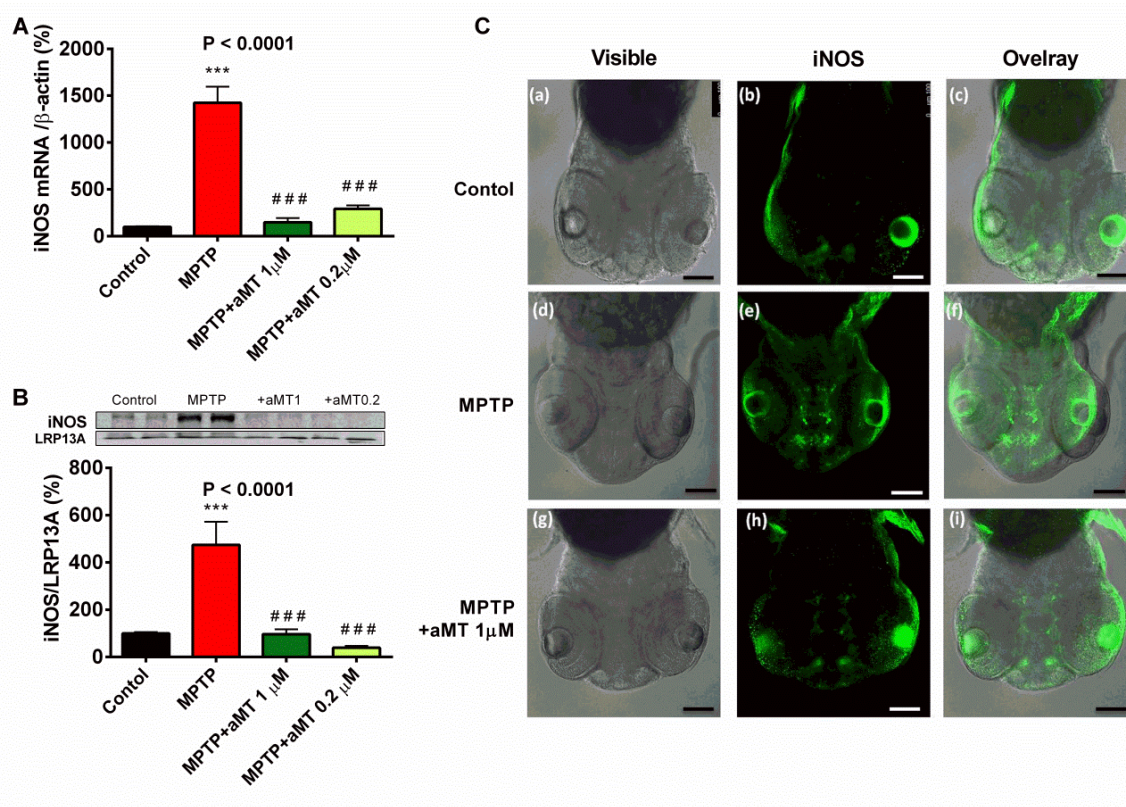 A
iNOS mRNA /β-actin (%)
2000
1500
1000
500
0
P < 0.0001
***
###
###
Control
MPTP
MPTP+aMT 1μM
MPTP+aMT 0.2μM
B
Control MPTP +aMT1 +aMT0.2
iNOS
LRP13A
iNOS/LRP13A (%)
800
600
400
200
0
P < 0.0001
***
###
###
Contol
MPTP
MPTP+aMT 1 μM
MPTP+aMT 0.2 μM
C
Visible iNOS Ovelray
Contol
(a) (b) (c)
MPTP
(d) (e) (f)
MPTP
+aMT 1μM
(g) (h) (i)